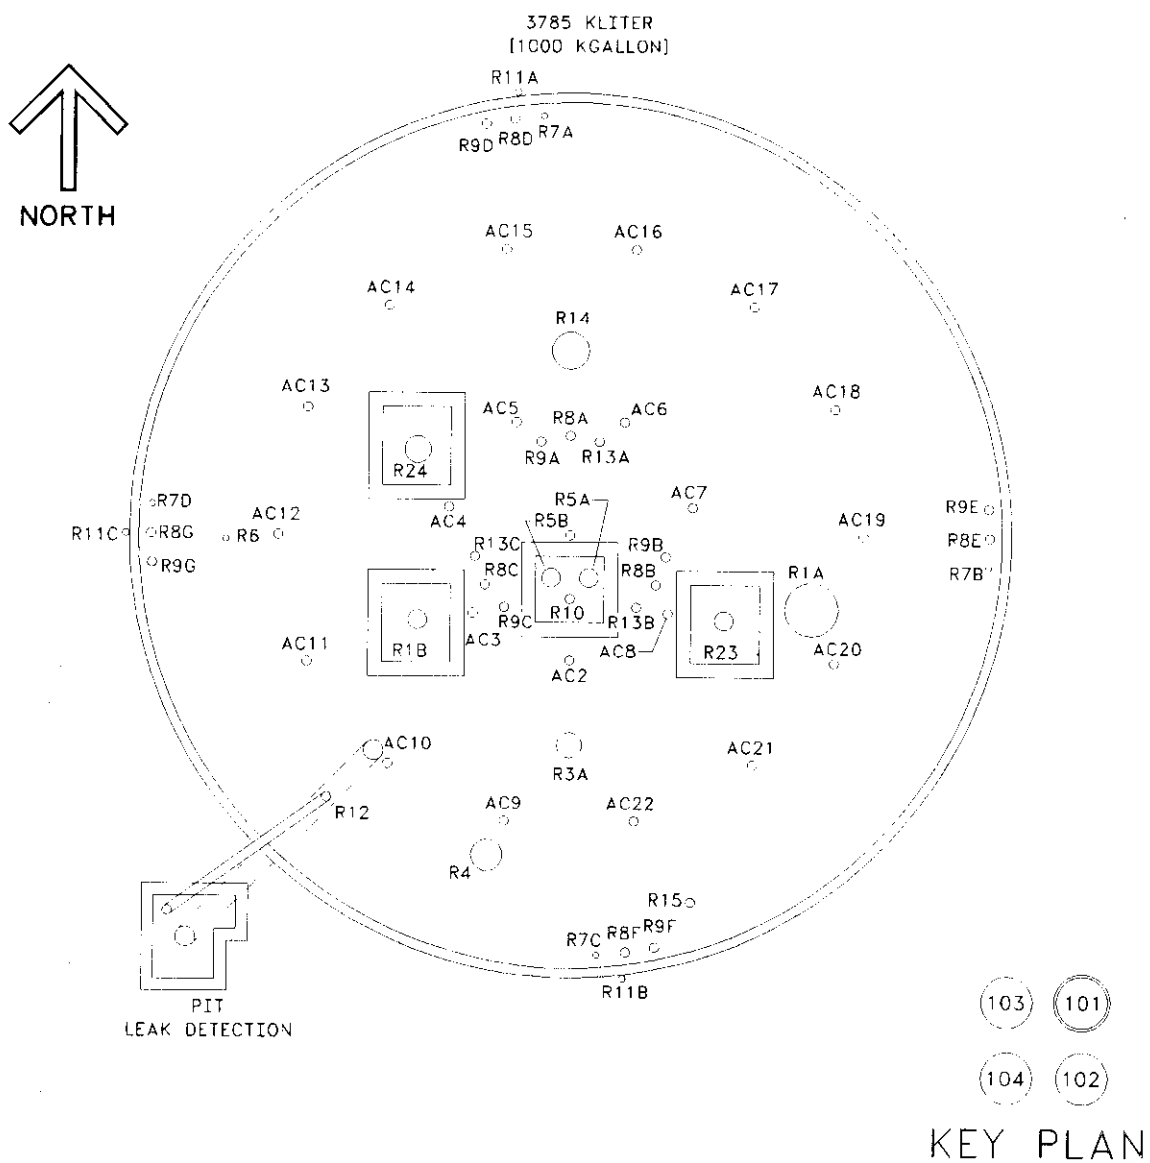 3785 KLITER
[1000 KGALLON]
R11A
R9D
R8D
R7A
NORTH
AC15
AC16
AC14
AC17
R14
AC13
AC18
AC5
AC6
R8A
R9A
R13A
R24
R7D
R5A
AC7
R9E
AC4
R5B
R11C
R8G
R6
AC12
AC19
R8E
R13C
R9B
R9G
R8C
R8B
R1A
R7B
R10
R9C
R13B
AC3
R1B
AC8
R23
AC11
AC2
AC20
AC10
R3A
AC21
R12
AC9
AC22
R4
R15
R7C
R8F
R9F
R11B
PIT
LEAK DETECTION
103
101
104
102
KEY PLAN